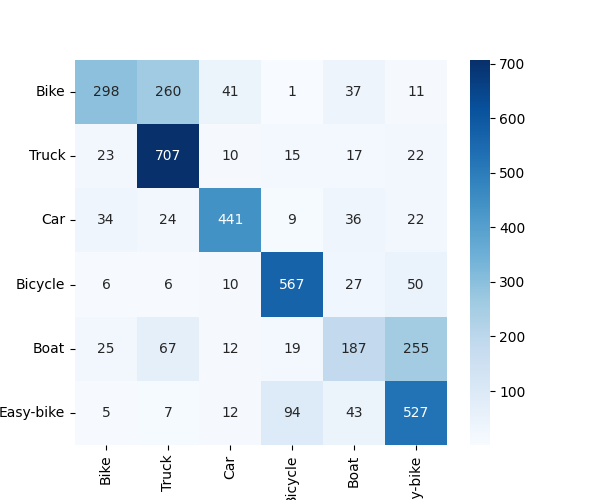 Bike 298 260 41 1 37 11
Truck 23 707 10 15 17 22
Car 34 24 441 9 36 22
Bicycle 6 6 10 567 27 50
Boat 25 67 12 19 187 255
Easy-bike 5 7 12 94 43 527
Bike Truck Car Bicycle Boat y-bike
700
600
500
400
300
200
100